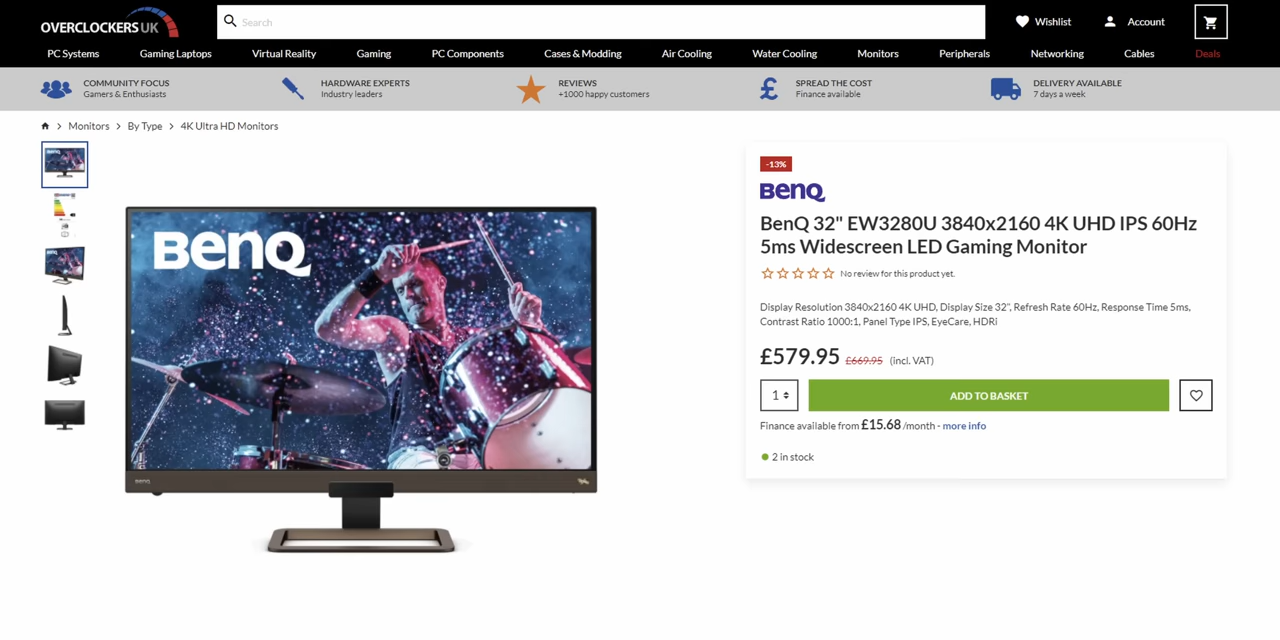 OVERCLOCKERS UK
Search
Wishlist
Account
PC Systems
Gaming Laptops
Virtual Reality
Gaming
PC Components
Cases & Modding
Air Cooling
Water Cooling
Monitors
Peripherals
Networking
Cables
Deals
COMMUNITY FOCUS
Gamers & Enthusiasts
HARDWARE EXPERTS
Industry leaders
REVIEWS
+1000 happy customers
SPREAD THE COST
Finance available
DELIVERY AVAILABLE
7 days a week
Monitors
By Type
4K Ultra HD Monitors
BenQ
BenQ
-13%
BenQ
BenQ 32" EW3280U 3840x2160 4K UHD IPS 60Hz
5ms Widescreen LED Gaming Monitor
No review for this product yet.
Display Resolution 3840x2160 4K UHD, Display Size 32", Refresh Rate 60Hz, Response Time 5ms,
Contrast Ratio 1000:1, Panel Type IPS, EyeCare, HDRi
£579.95 £669.95 (incl. VAT)
1
ADD TO BASKET
Finance available from £15.68 /month - more info
2 in stock